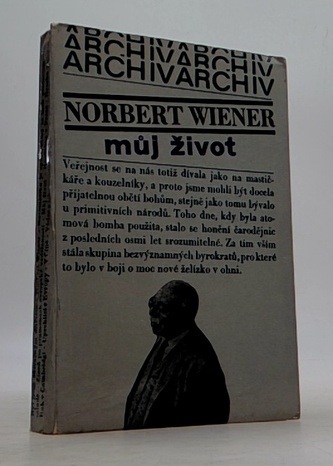 ARCHIVARCHIV
ARCHIVARCHIV
ARCHIVARCHIV
NORBERT WIENER
můj život
Veřejnost se na nás totiž dívala jako na mastič-
káře a kouzelníky, a proto jsme mohli být docela
přijatelnou obětí bohům, stejně jako tomu bývalo
u primitivních národů. Toho dne, kdy byla ato-
mová bomba použita, stalo se honění čarodějnic
z posledních osmi let srozumitelné. Za tím vším
stála skupina bezvýznamných byrokratů, pro které
to bylo v boji o moc nové želízko v ohni.